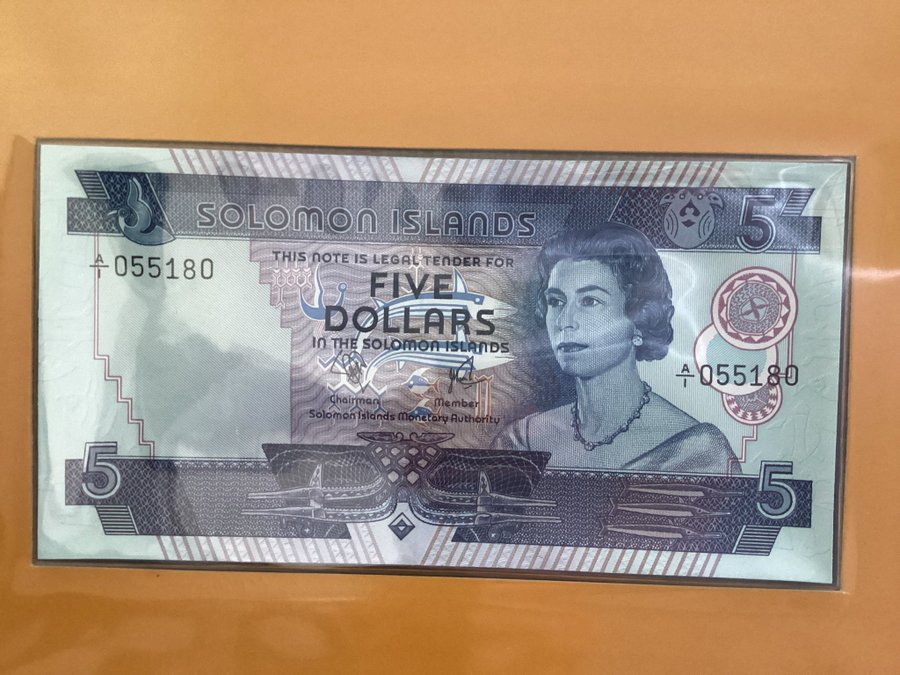 SOLOMON ISLANDS
5
A/1 055180
THIS NOTE IS LEGAL TENDER FOR
FIVE
DOLLARS
IN THE SOLOMON ISLANDS
Chairman Member
Solomon Islands Monetary Authority
A/1 055180
5
5